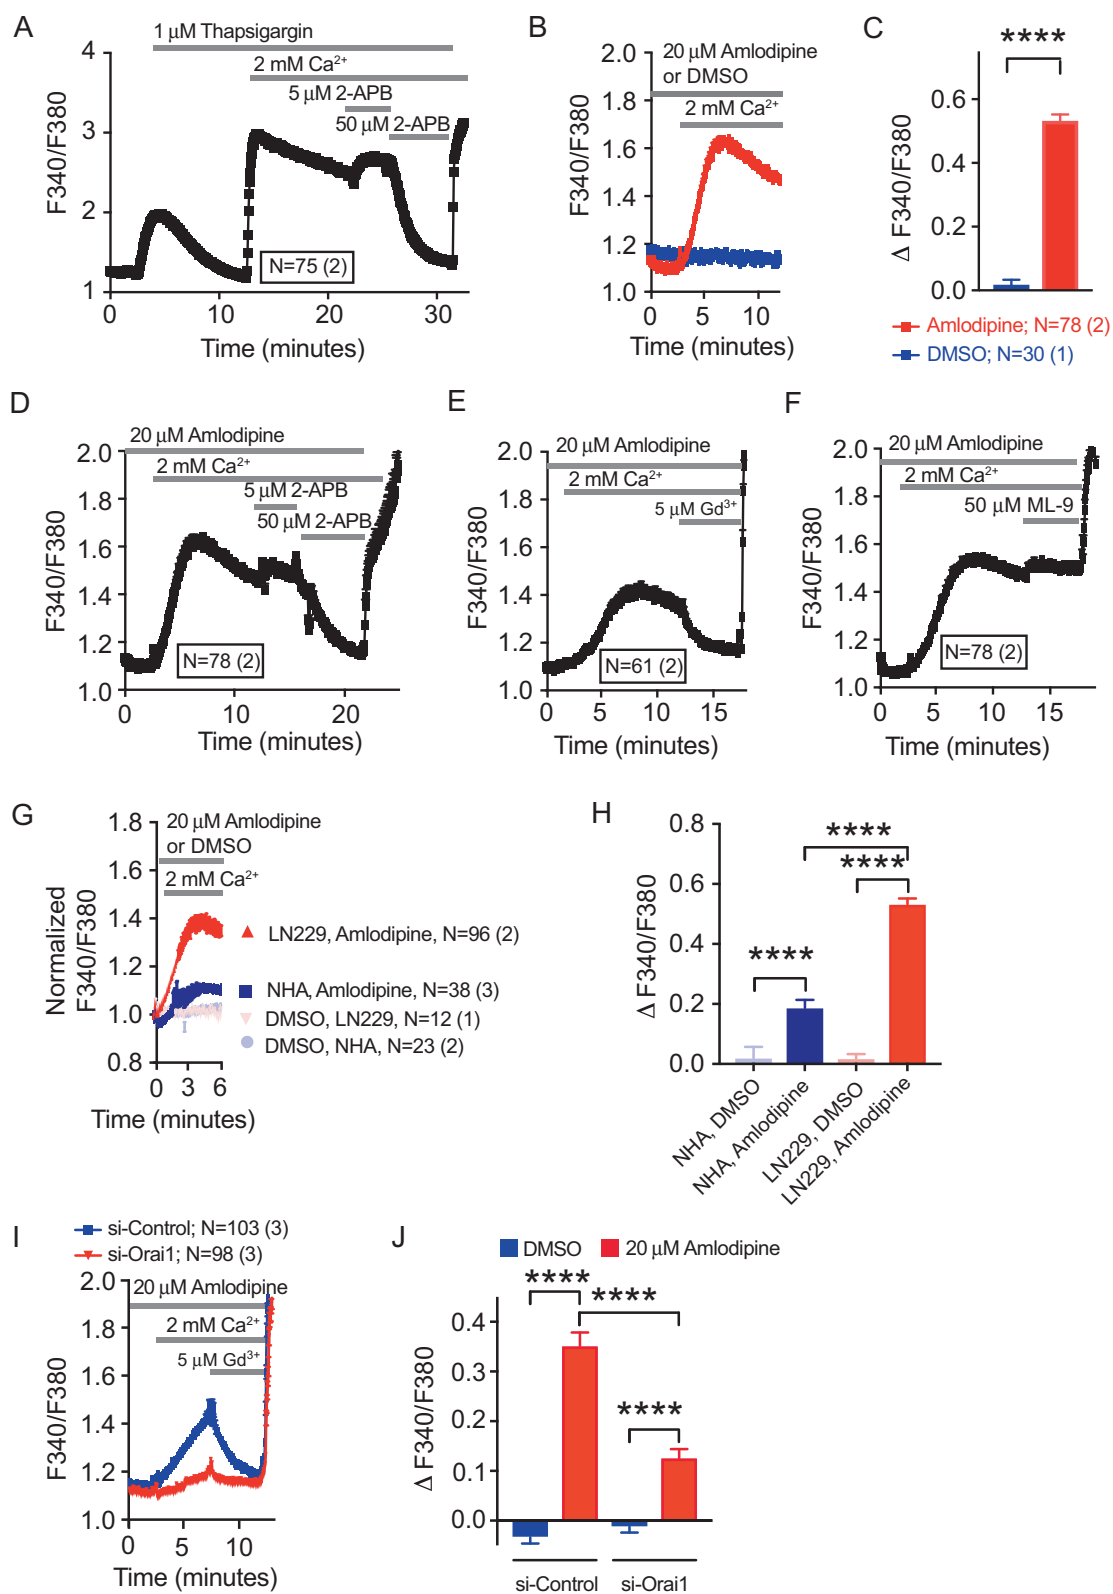 A
1 µM Thapsigargin
2 mM Ca²⁺
5 µM 2-APB
50 µM 2-APB
F340/F380
4
3
2
1
N=75 (2)
0
10
20
30
Time (minutes)
B
20 µM Amlodipine
or DMSO
2 mM Ca²⁺
F340/F380
2.0
1.8
1.6
1.4
1.2
1.0
0
5
10
Time (minutes)
C
****
Δ F340/F380
0.6
0.4
0.2
0.0
Amlodipine; N=78 (2)
DMSO; N=30 (1)
D
20 µM Amlodipine
2 mM Ca²⁺
5 µM 2-APB
50 µM 2-APB
F340/F380
2.0
1.8
1.6
1.4
1.2
1.0
N=78 (2)
0
10
20
Time (minutes)
E
20 µM Amlodipine
2 mM Ca²⁺
5 µM Gd³⁺
F340/F380
2.0
1.8
1.6
1.4
1.2
1.0
N=61 (2)
0
5
10
15
Time (minutes)
F
20 µM Amlodipine
2 mM Ca²⁺
50 µM ML-9
F340/F380
2.0
1.8
1.6
1.4
1.2
1.0
N=78 (2)
0
5
10
15
Time (minutes)
G
20 µM Amlodipine
or DMSO
2 mM Ca²⁺
Normalized
F340/F380
1.8
1.6
1.4
1.2
1.0
0.8
0
3
6
Time (minutes)
LN229, Amlodipine, N=96 (2)
NHA, Amlodipine, N=38 (3)
DMSO, LN229, N=12 (1)
DMSO, NHA, N=23 (2)
H
Δ F340/F380
0.8
0.6
0.4
0.2
0.0
****
****
****
NHA, DMSO
NHA, Amlodipine
LN229, DMSO
LN229, Amlodipine
I
si-Control; N=103 (3)
si-Orai1; N=98 (3)
20 µM Amlodipine
2 mM Ca²⁺
5 µM Gd³⁺
F340/F380
2.0
1.8
1.6
1.4
1.2
1.0
0
5
10
Time (minutes)
J
DMSO
20 µM Amlodipine
****
****
****
Δ F340/F380
0.4
0.3
0.2
0.1
0.0
si-Control
si-Orai1